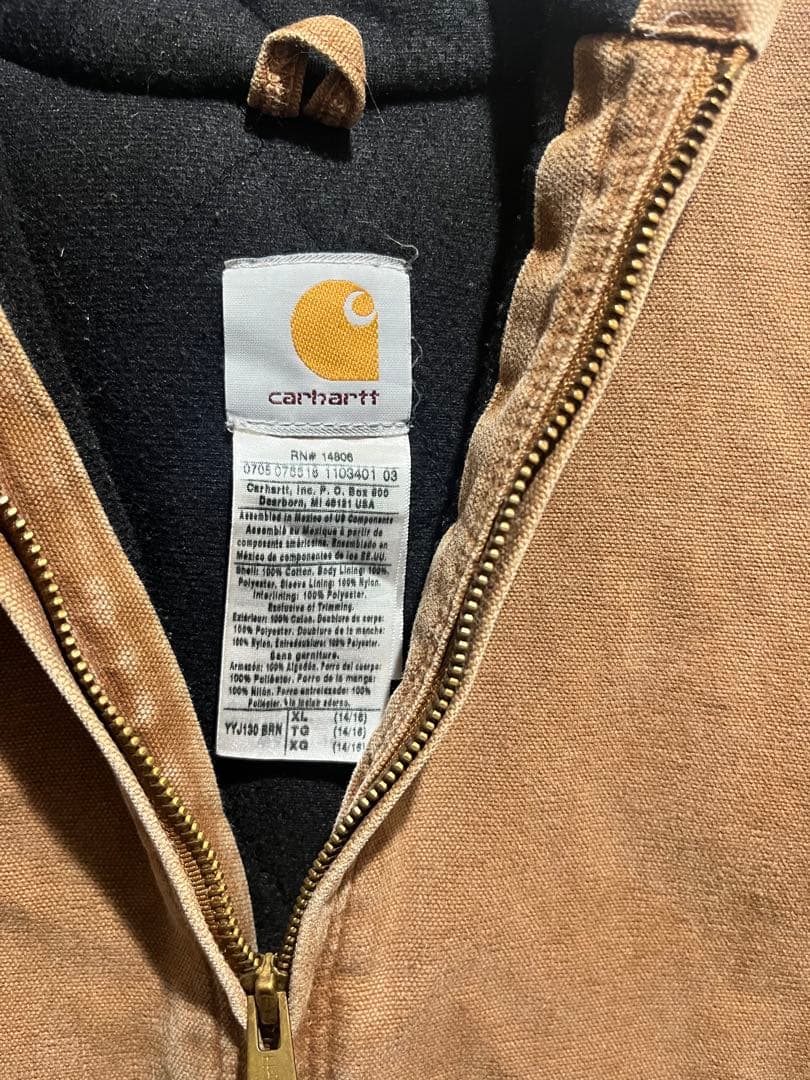 carhartt
RN# 14806
0705 076516 1103401 03
Carhartt, Inc. P. O. Box 600
Dearborn, MI 48121 USA
Assembled in Mexico of US Components
Assemblé au Mexique à partir de
composants américains. Ensamblado en
México de componentes de los EE.UU.
Shell: 100% Cotton. Body Lining: 100%
Polyester. Sleeve Lining: 100% Nylon.
Interlining: 100% Polyester.
Exclusive of Trimming.
Extérieur: 100% Coton. Doublure de corps:
100% Polyester. Doublure de la manche:
100% Nylon. Entredoublure: 100% Polyester.
Sans garniture.
Armazón: 100% Algodón. Forro del cuerpo:
100% Poliéster. Forro de la manga:
100% Nilón. Forro entrelazado: 100%
Poliéster. adorno.
YYJ130 BRN
XL (14/16)
TG (14/16)
XG (14/16)